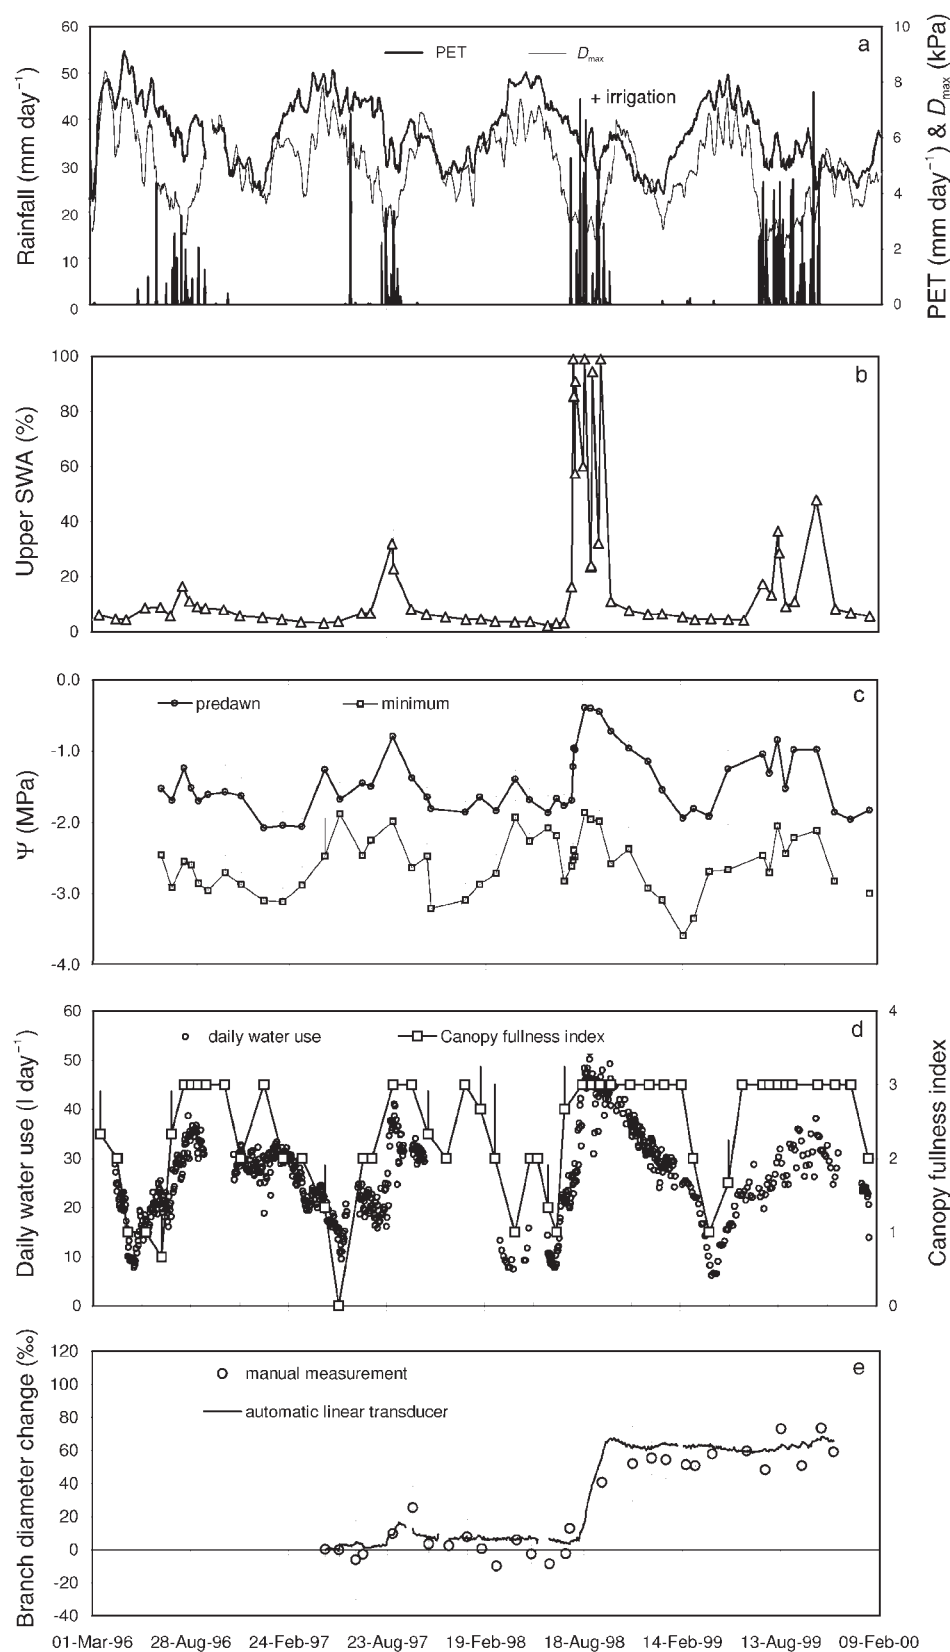 a
PET
D max
+ irrigation
Rainfall (mm day⁻¹)
60
50
40
30
20
10
0
10
8
6
4
2
0
PET (mm day⁻¹) & D max (kPa)
b
Upper SWA (%)
100
80
60
40
20
0
c
predawn
minimum
Ψ (MPa)
0.0
-1.0
-2.0
-3.0
-4.0
d
daily water use
Canopy fullness index
Daily water use (l day⁻¹)
60
50
40
30
20
10
0
4
3
2
1
0
Canopy fullness index
e
manual measurement
automatic linear transducer
Branch diameter change (‰)
120
100
80
60
40
20
0
-20
-40
01-Mar-96 28-Aug-96 24-Feb-97 23-Aug-97 19-Feb-98 18-Aug-98 14-Feb-99 13-Aug-99 09-Feb-00